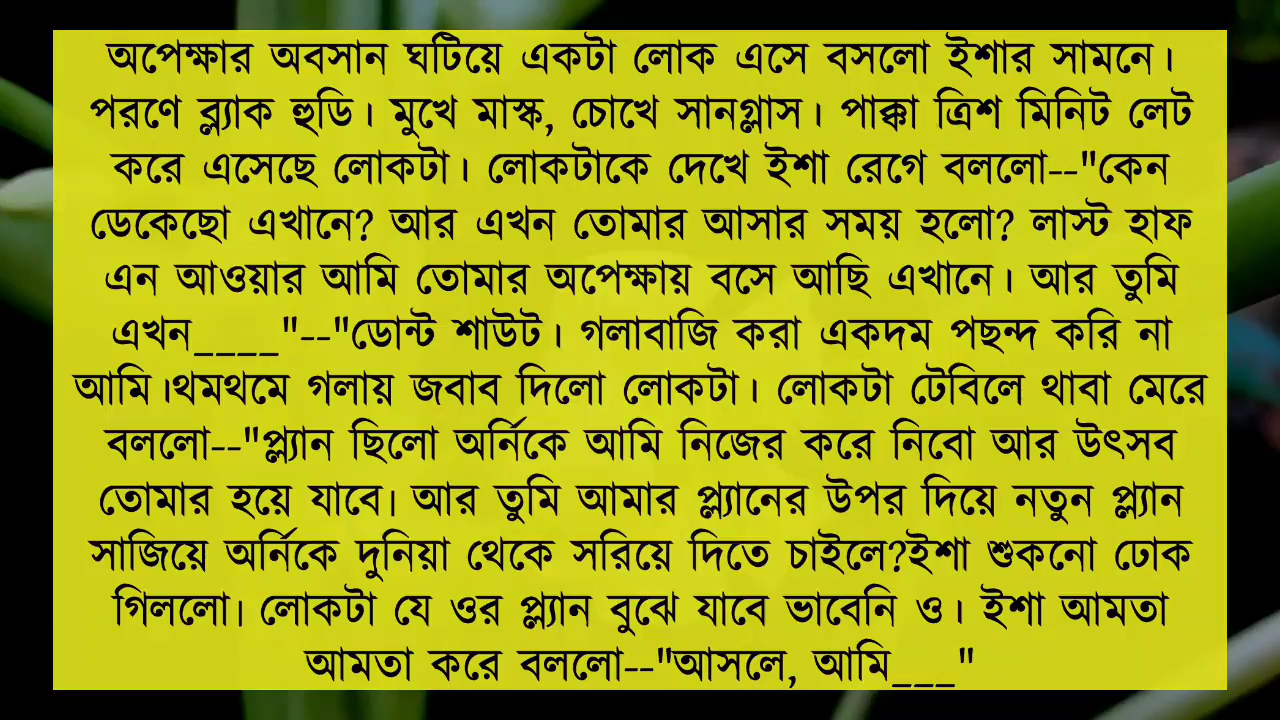 অপেক্ষার অবসান ঘটিয়ে একটা লোক এসে বসলো ইশার সামনে।
পরণে ব্ল্যাক হুডি। মুখে মাস্ক, চোখে সানগ্লাস। পাক্কা ত্রিশ মিনিট লেট
করে এসেছে লোকটা। লোকটাকে দেখে ইশা রেগে বললো--"কেন
ডেকেছো এখানে? আর এখন তোমার আসার সময় হলো? লাস্ট হাফ
এন আওয়ার আমি তোমার অপেক্ষায় বসে আছি এখানে। আর তুমি
এখন____"--"ডোন্ট শাউট। গলাবাজি করা একদম পছন্দ করি না
আমি।থমথমে গলায় জবাব দিলো লোকটা। লোকটা টেবিলে থাবা মেরে
বললো--"প্ল্যান ছিলো অর্নিকে আমি নিজের করে নিবো আর উৎসব
তোমার হয়ে যাবে। আর তুমি আমার প্ল্যানের উপর দিয়ে নতুন প্ল্যান
সাজিয়ে অর্নিকে দুনিয়া থেকে সরিয়ে দিতে চাইলে?ইশা শুকনো ঢোক
গিললো। লোকটা যে ওর প্ল্যান বুঝে যাবে ভাবেনি ও। ইশা আমতা
আমতা করে বললো--"আসলে, আমি___"